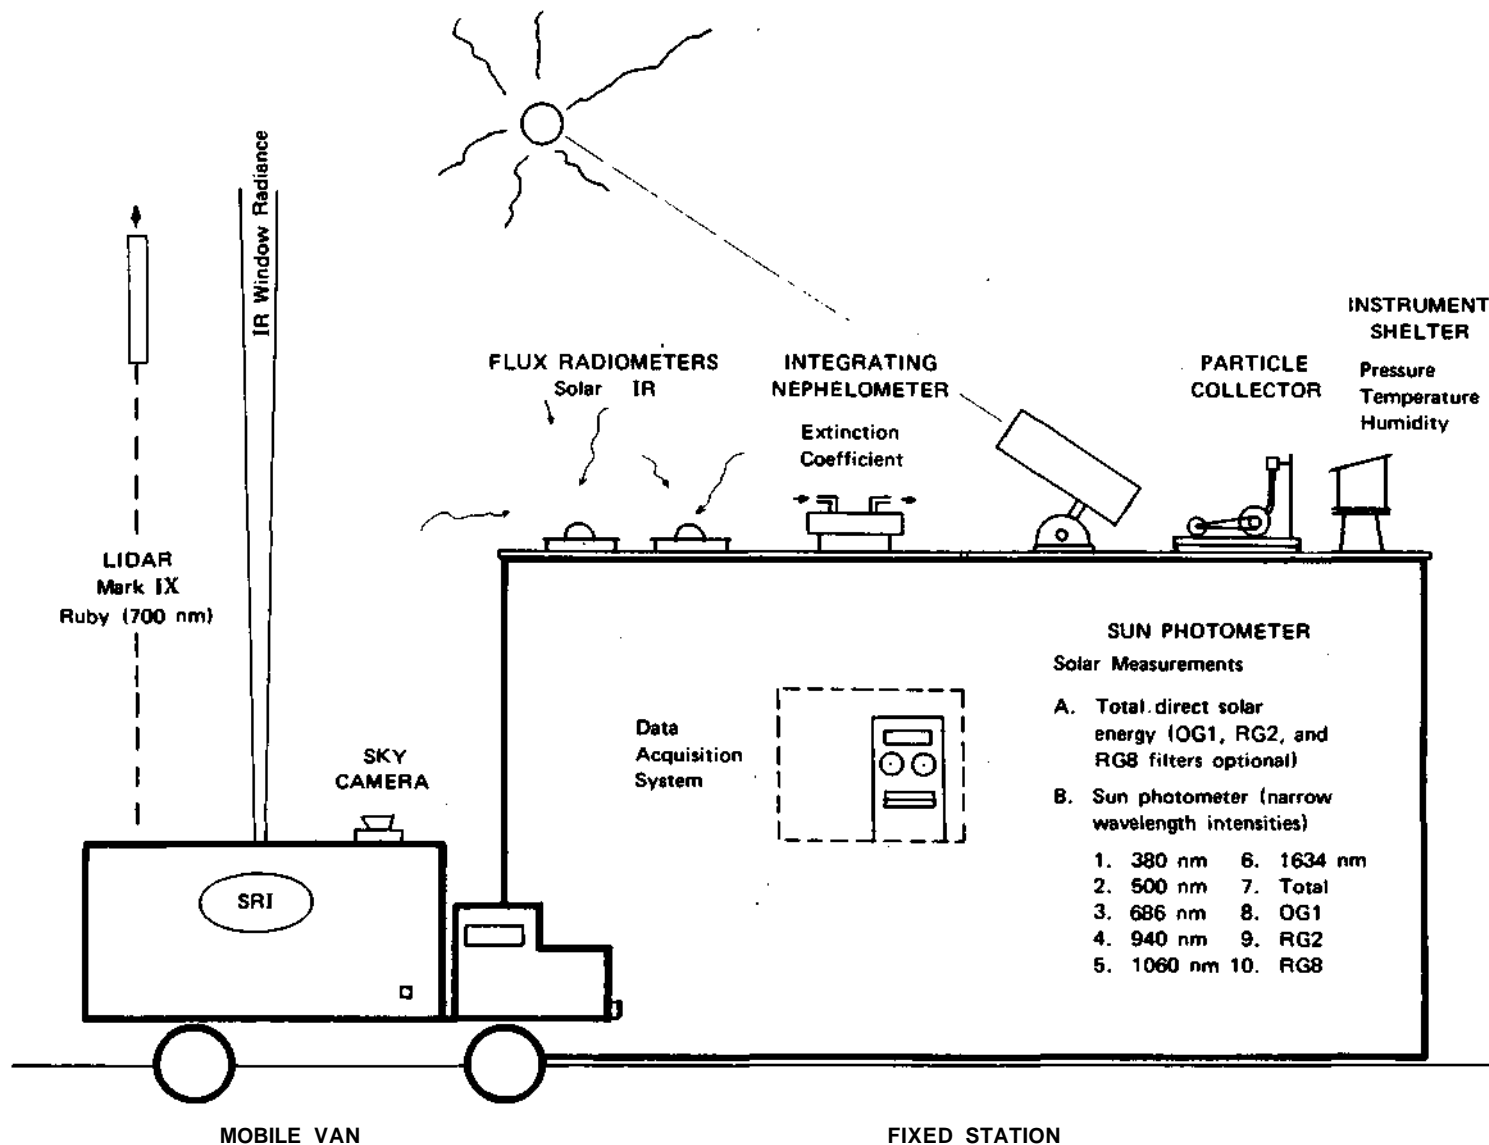 IR Window Radiance
LIDAR
Mark IX
Ruby (700 nm)
SKY
CAMERA
SRI
MOBILE VAN
FLUX RADIOMETERS
Solar IR
INTEGRATING
NEPHELOMETER
Extinction
Coefficient
PARTICLE
COLLECTOR
INSTRUMENT
SHELTER
Pressure
Temperature
Humidity
Data
Acquisition
System
SUN PHOTOMETER
Solar Measurements
A. Total direct solar
energy (OG1, RG2, and
RG8 filters optional)
B. Sun photometer (narrow
wavelength intensities)
1. 380 nm 6. 1634 nm
2. 500 nm 7. Total
3. 686 nm 8. OG1
4. 940 nm 9. RG2
5. 1060 nm 10. RG8
FIXED STATION